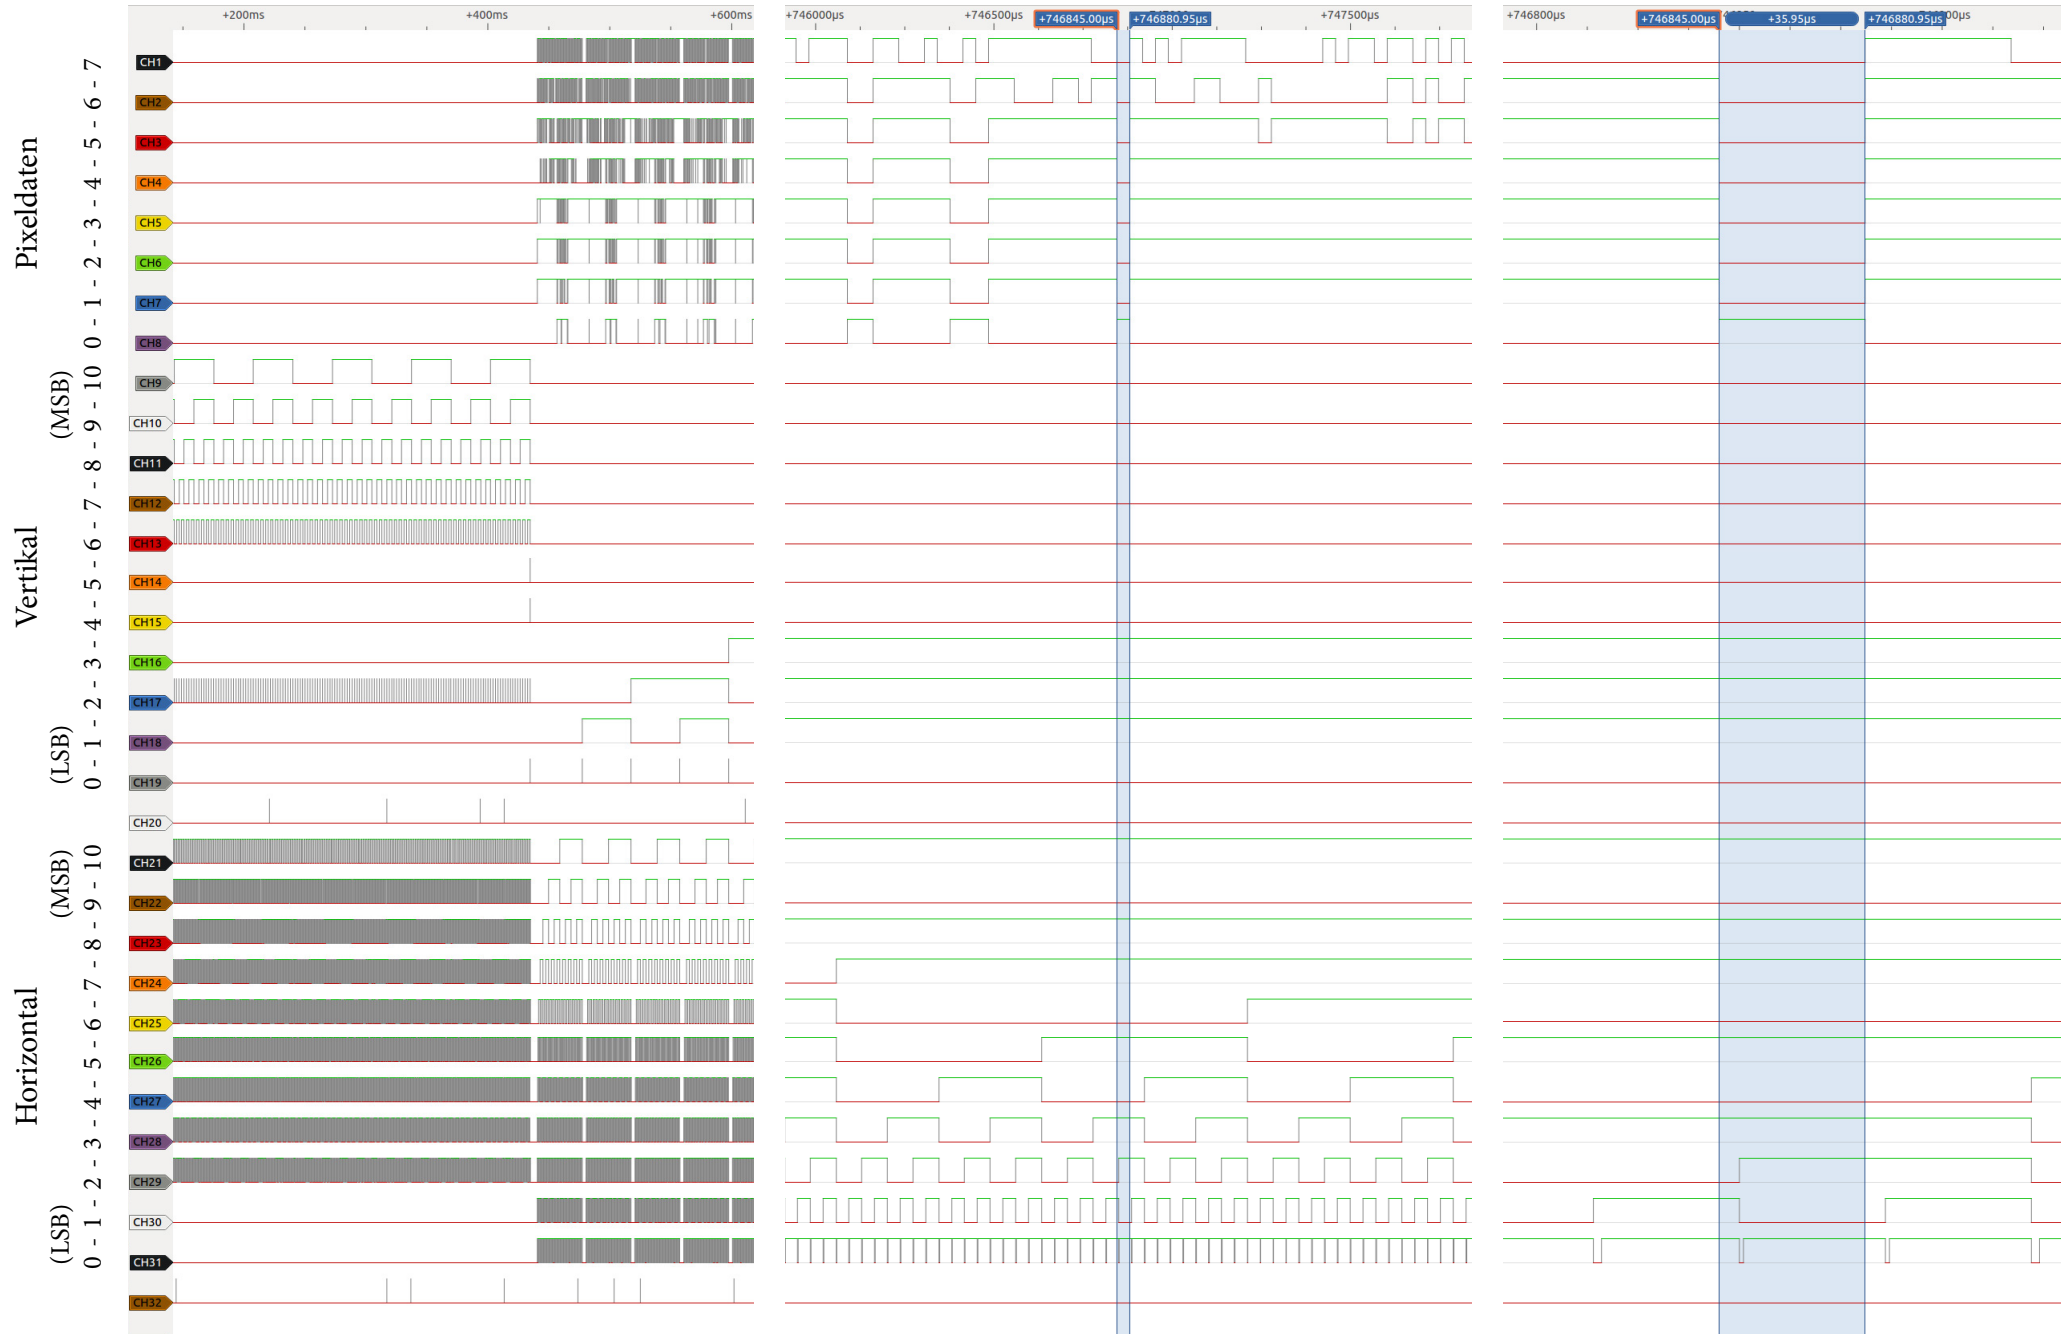 +200ms +400ms +600ms
+746000µs +746500µs +746845.00µs +746880.95µs +747500µs
+746800µs +746845.00µs +35.95µs +746880.95µs
Pixeldaten
7 - CH1
6 - CH2
5 - CH3
4 - CH4
3 - CH5
2 - CH6
1 - CH7
0 - CH8
Vertikal
(MSB) 10 CH9
9 - CH10
8 - CH11
7 - CH12
6 - CH13
5 - CH14
4 - CH15
3 - CH16
2 - CH17
1 - CH18
(LSB) 0 - CH19
CH20
Horizontal
(MSB) 10 CH21
9 - CH22
8 - CH23
7 - CH24
6 - CH25
5 - CH26
4 - CH27
3 - CH28
2 - CH29
1 - CH30
(LSB) 0 - CH31
CH32